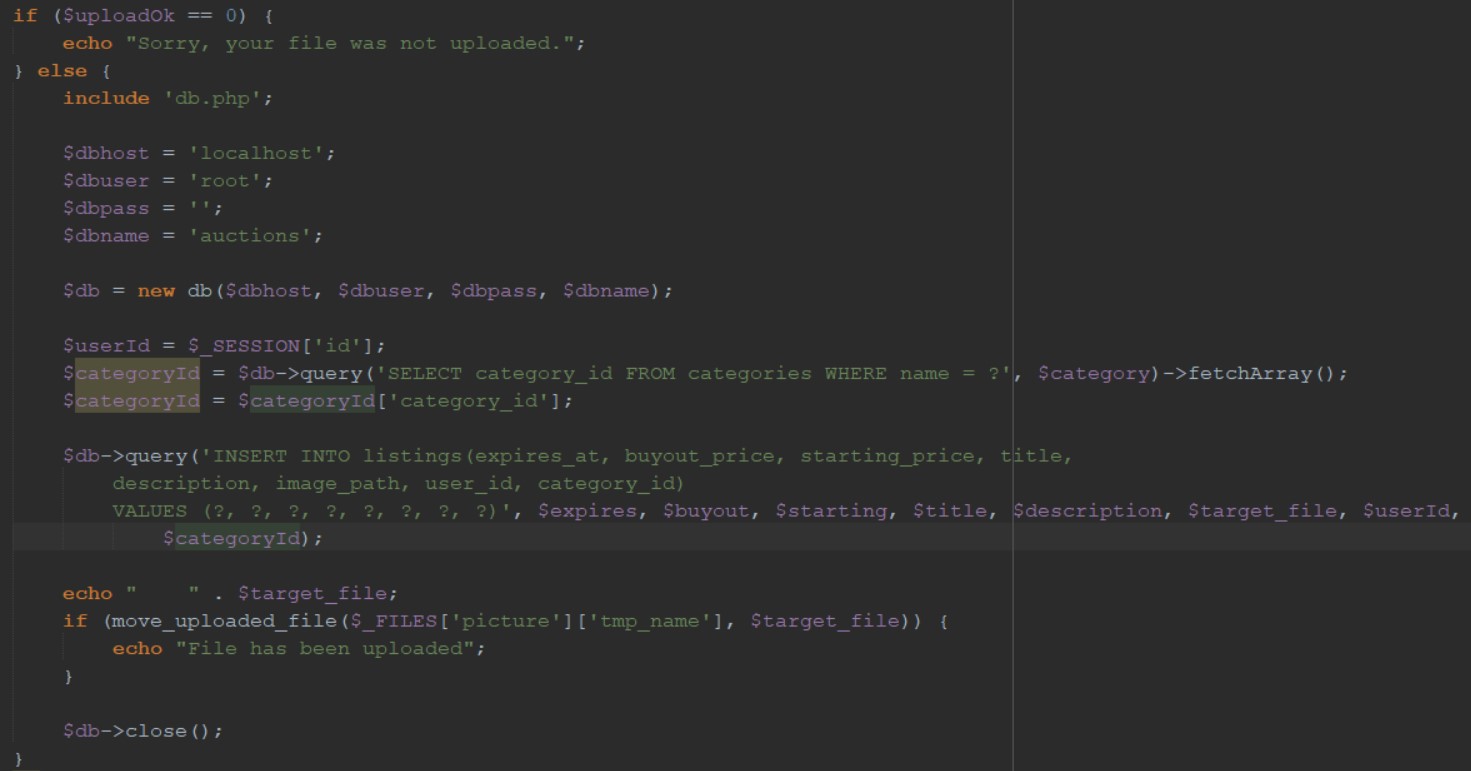 if ($uploadOk == 0) {
    echo "Sorry, your file was not uploaded.";
} else {
    include 'db.php';

    $dbhost = 'localhost';
    $dbuser = 'root';
    $dbpass = '';
    $dbname = 'auctions';

    $db = new db($dbhost, $dbuser, $dbpass, $dbname);

    $userId = $_SESSION['id'];
    $categoryId = $db->query('SELECT category_id FROM categories WHERE name = ?', $category)->fetchArray();
    $categoryId = $categoryId['category_id'];

    $db->query('INSERT INTO listings(expires_at, buyout_price, starting_price, title,
        description, image_path, user_id, category_id)
        VALUES (?, ?, ?, ?, ?, ?, ?, ?)', $expires, $buyout, $starting, $title, $description, $target_file, $userId,
            $categoryId);

    echo "    " . $target_file;
    if (move_uploaded_file($_FILES['picture']['tmp_name'], $target_file)) {
        echo "File has been uploaded";
    }

    $db->close();
}